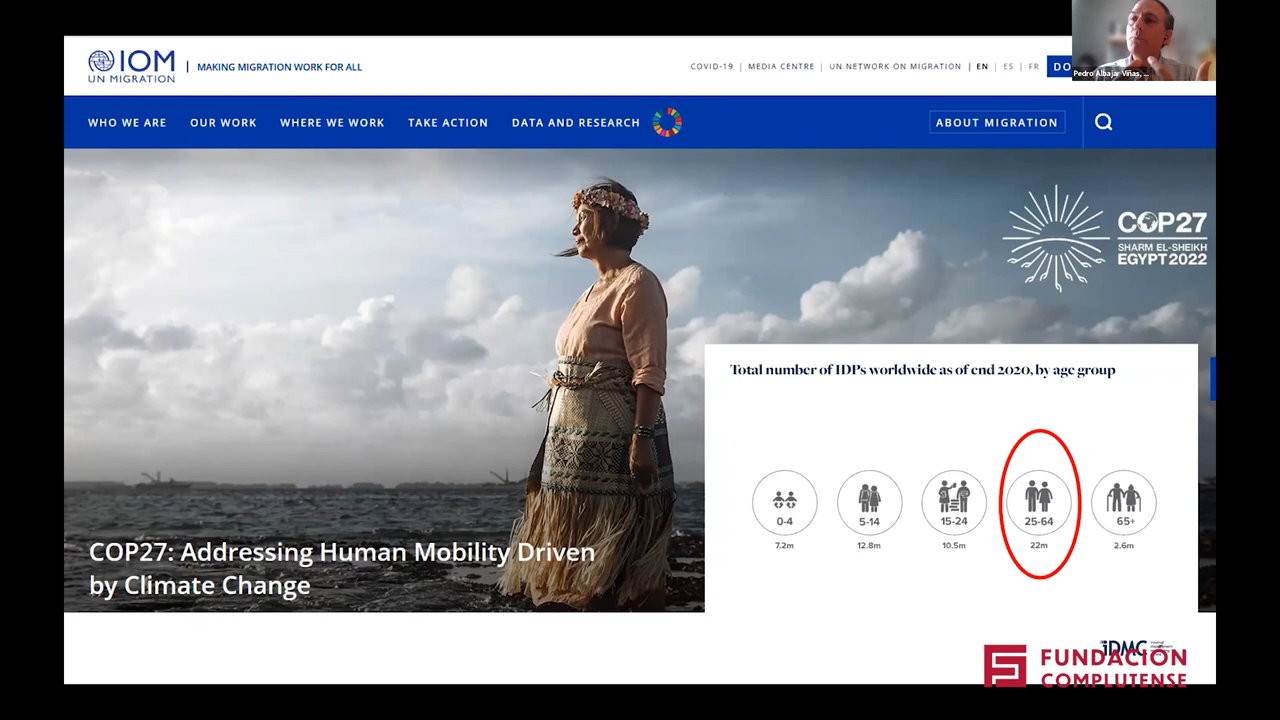 IOM
UN MIGRATION
MAKING MIGRATION WORK FOR ALL
COVID-19 | MEDIA CENTRE | UN NETWORK ON MIGRATION | EN | ES | FR
DO
Pedro Albajar Viñas, ...
WHO WE ARE
OUR WORK
WHERE WE WORK
TAKE ACTION
DATA AND RESEARCH
ABOUT MIGRATION
COP27
SHARM EL-SHEIKH
EGYPT 2022
Total number of IDPs worldwide as of end 2020, by age group
0-4
5-14
15-24
25-64
65+
7.2m
12.8m
10.5m
22m
2.6m
COP27: Addressing Human Mobility Driven
by Climate Change
iDMC
FUNDACIÓN
COMPLUTENSE